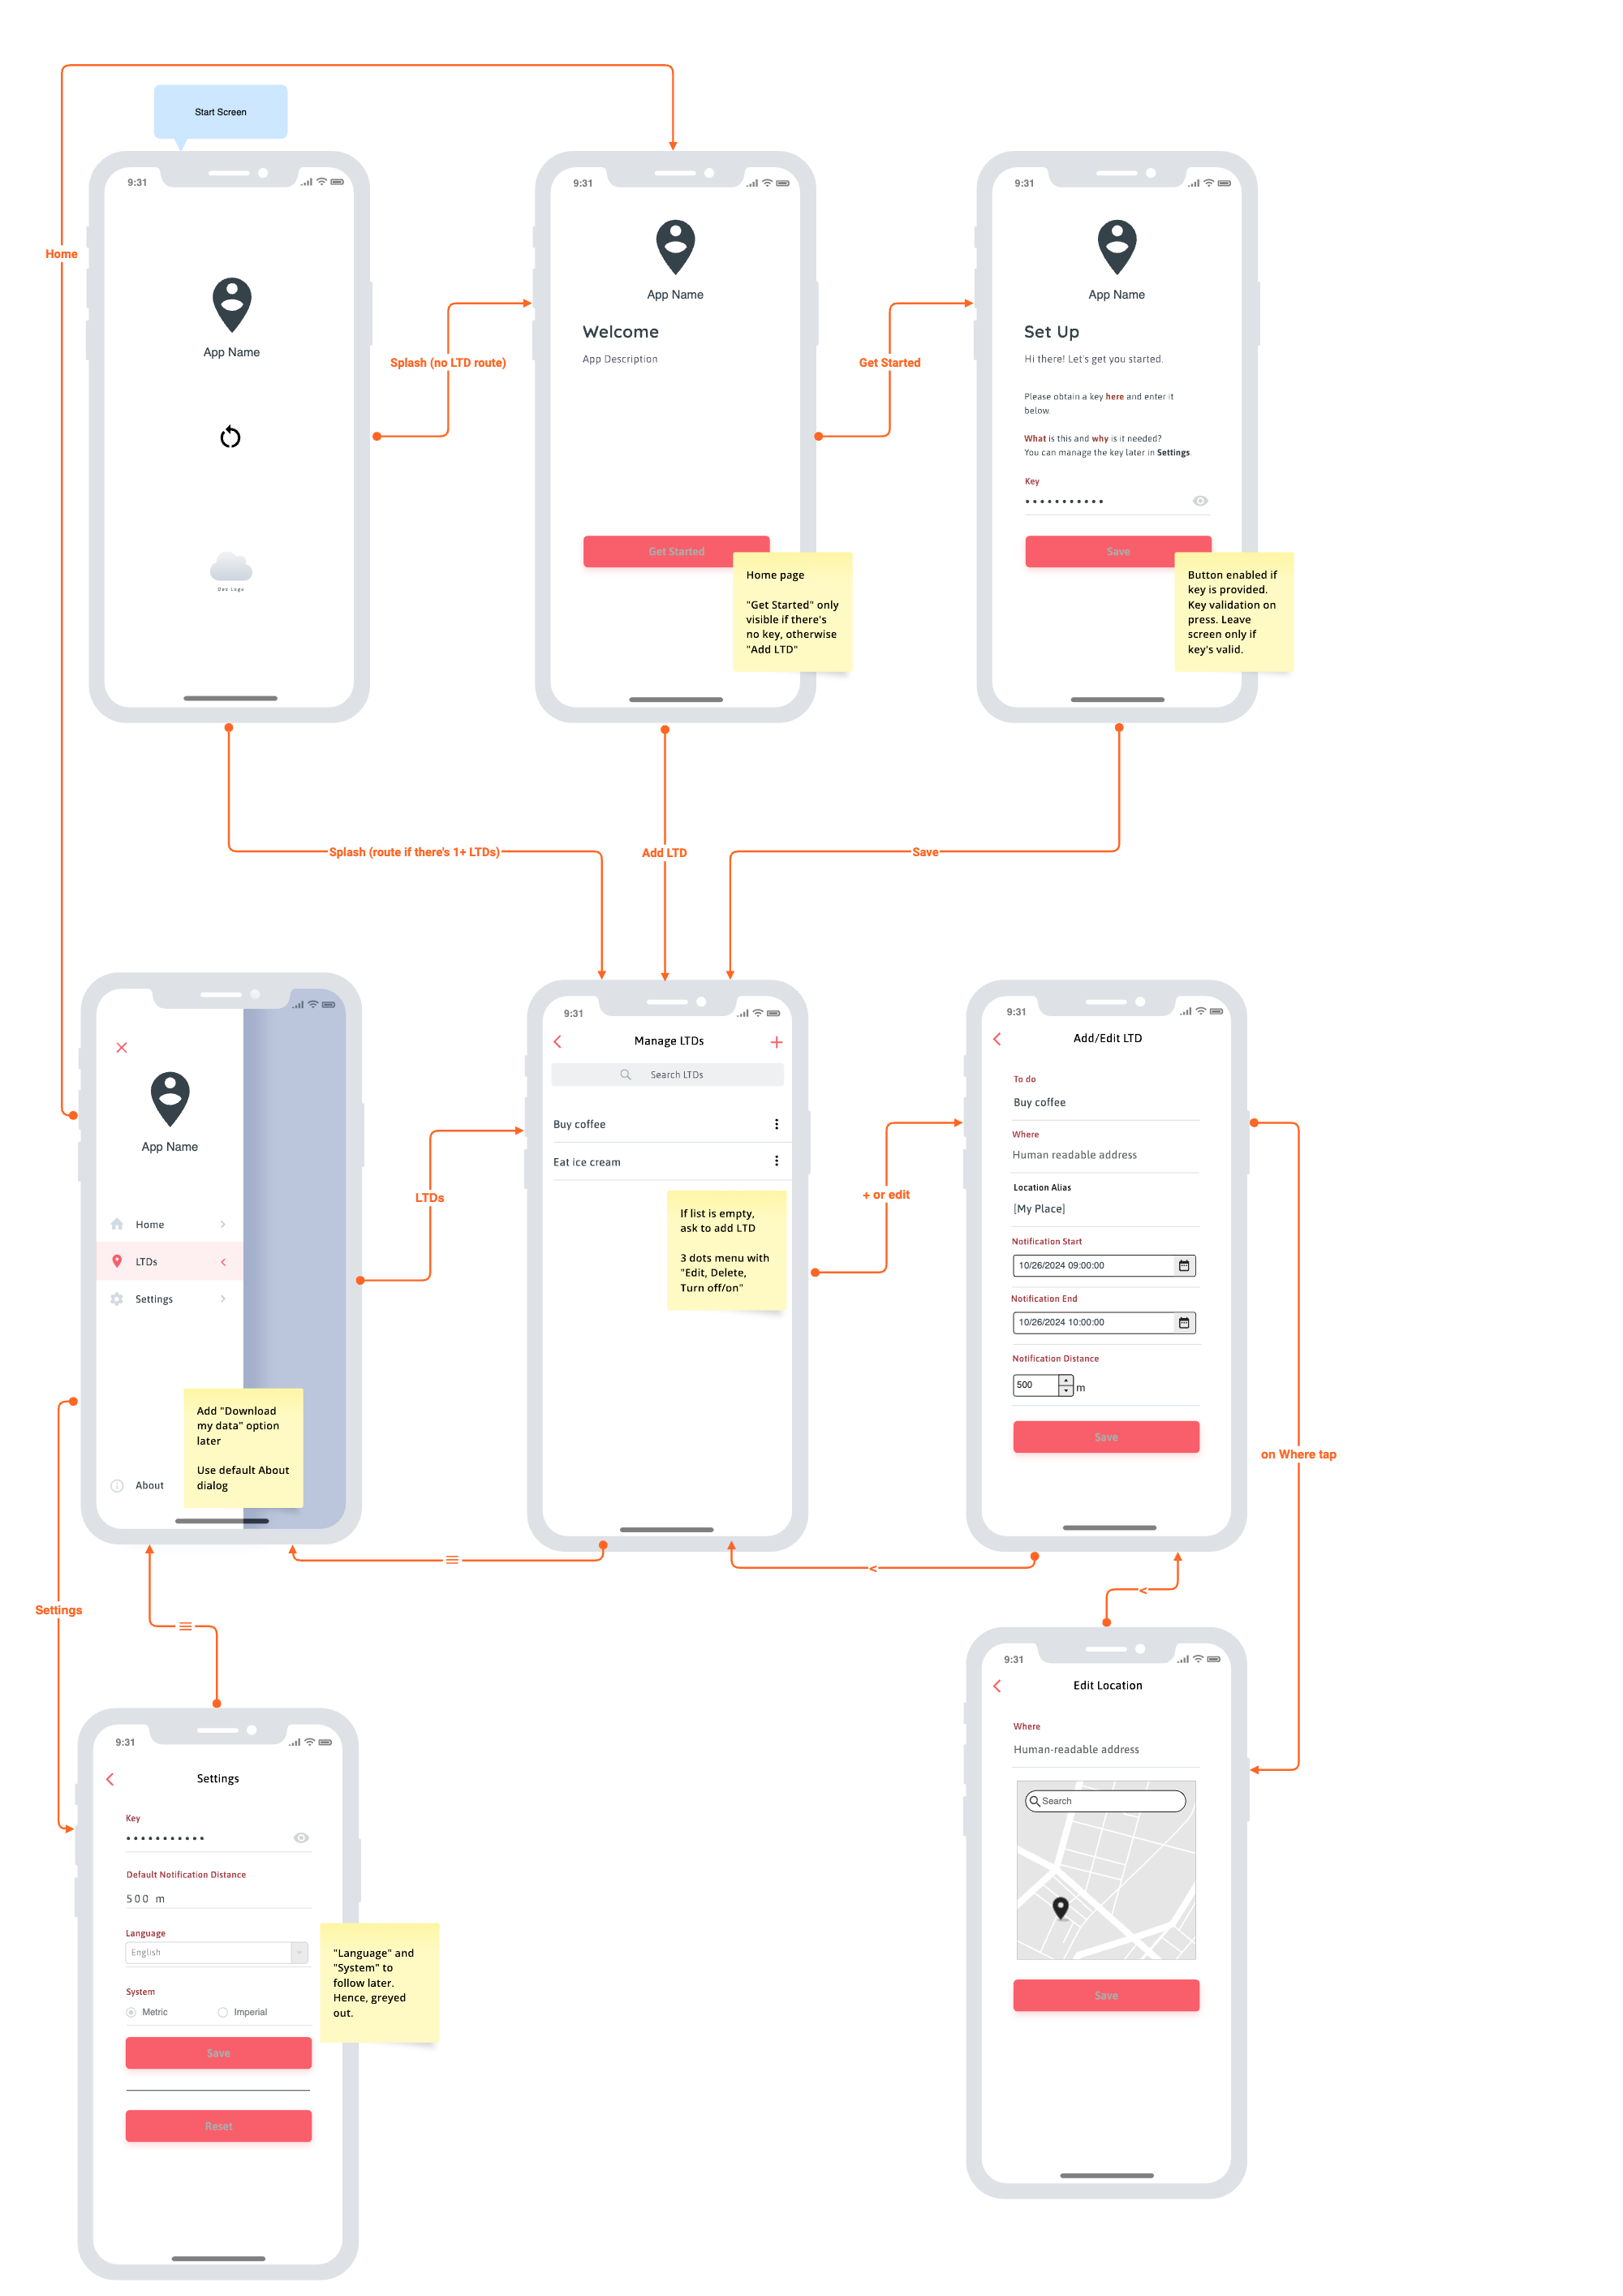 Start Screen
9:31
App Name
Dev Logo
Home
Splash (no LTD route)
9:31
App Name
Welcome
App Description
Get Started
Home page
"Get Started" only
visible if there's
no key, otherwise
"Add LTD"
Get Started
9:31
App Name
Set Up
Hi there! Let's get you started.
Please obtain a key here and enter it
below.
What is this and why is it needed?
You can manage the key later in Settings.
Key
Save
Button enabled if
key is provided.
Key validation on
press. Leave
screen only if
key's valid.
Splash (route if there's 1+ LTDs)
Add LTD
Save
App Name
Home
LTDs
Settings
About
Add "Download
my data" option
later
Use default About
dialog
LTDs
9:31
Manage LTDs
Search LTDs
Buy coffee
Eat ice cream
If list is empty,
ask to add LTD
3 dots menu with
"Edit, Delete,
Turn off/on"
+ or edit
9:31
Add/Edit LTD
To do
Buy coffee
Where
Human readable address
Location Alias
[My Place]
Notification Start
10/26/2024 09:00:00
Notification End
10/26/2024 10:00:00
Notification Distance
500
m
Save
on Where tap
<
<
Settings
9:31
Settings
Key
Default Notification Distance
500 m
Language
English
System
Metric
Imperial
Save
Reset
"Language" and
"System" to
follow later.
Hence, greyed
out.
9:31
Edit Location
Where
Human-readable address
Search
Save